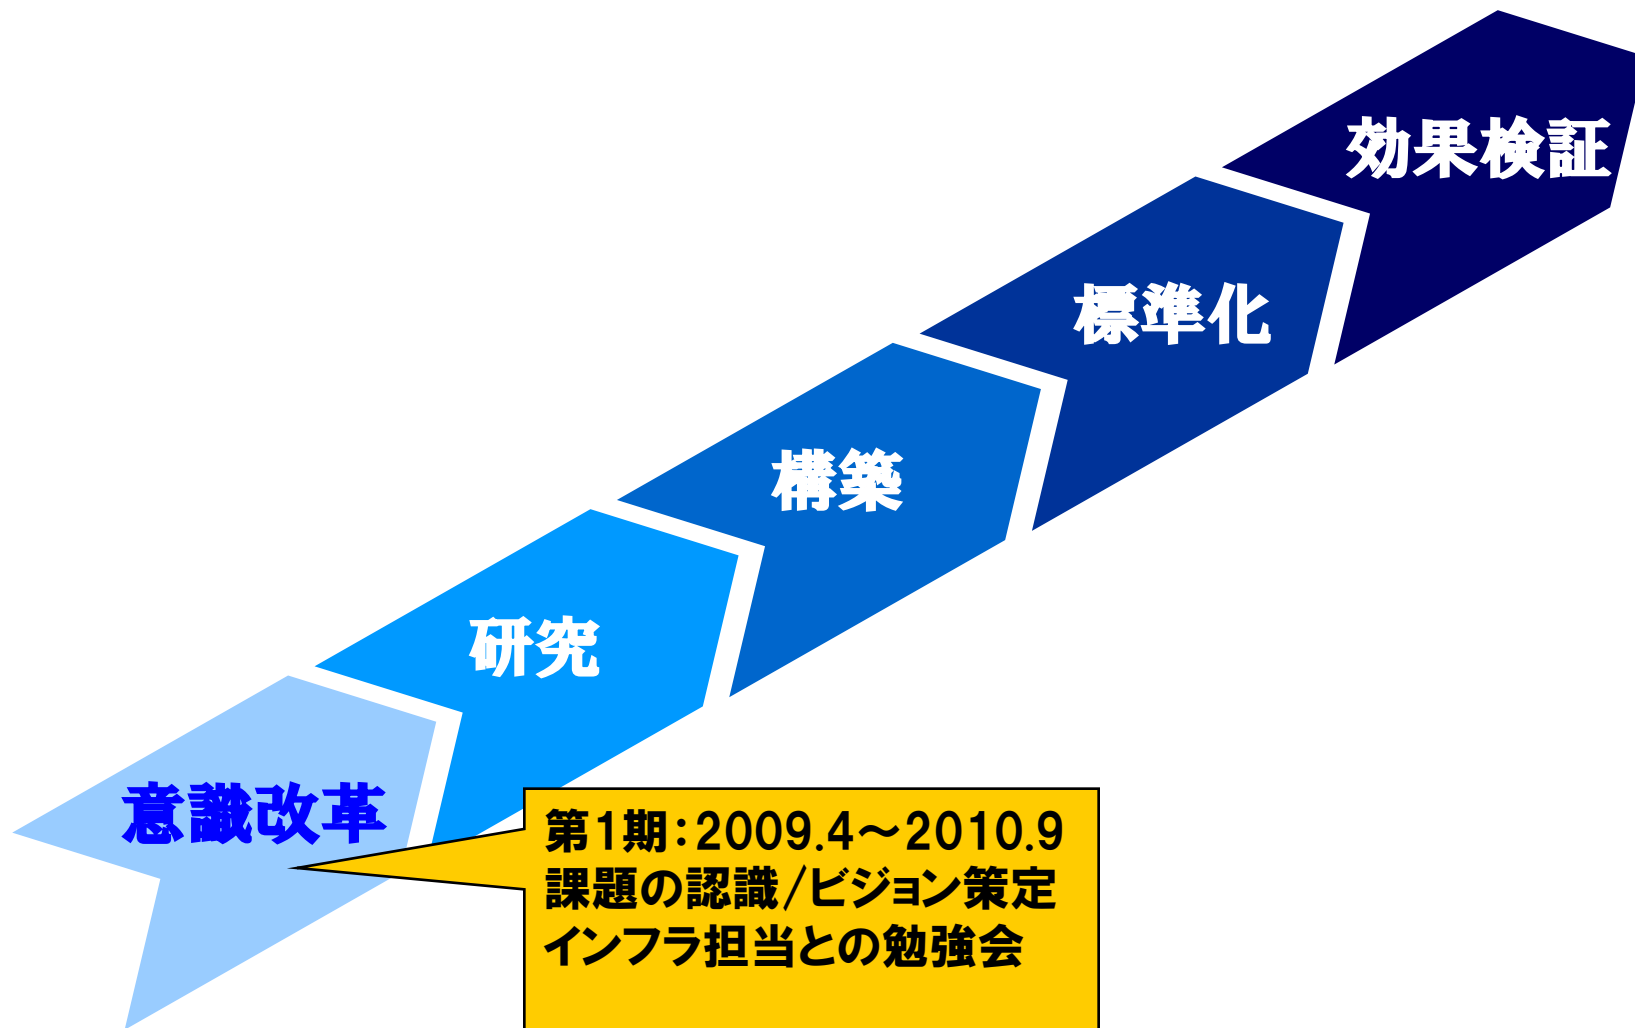 効果検証
標準化
構築
研究
意識改革
第1期：2009.4～2010.9
課題の認識/ビジョン策定
インフラ担当との勉強会